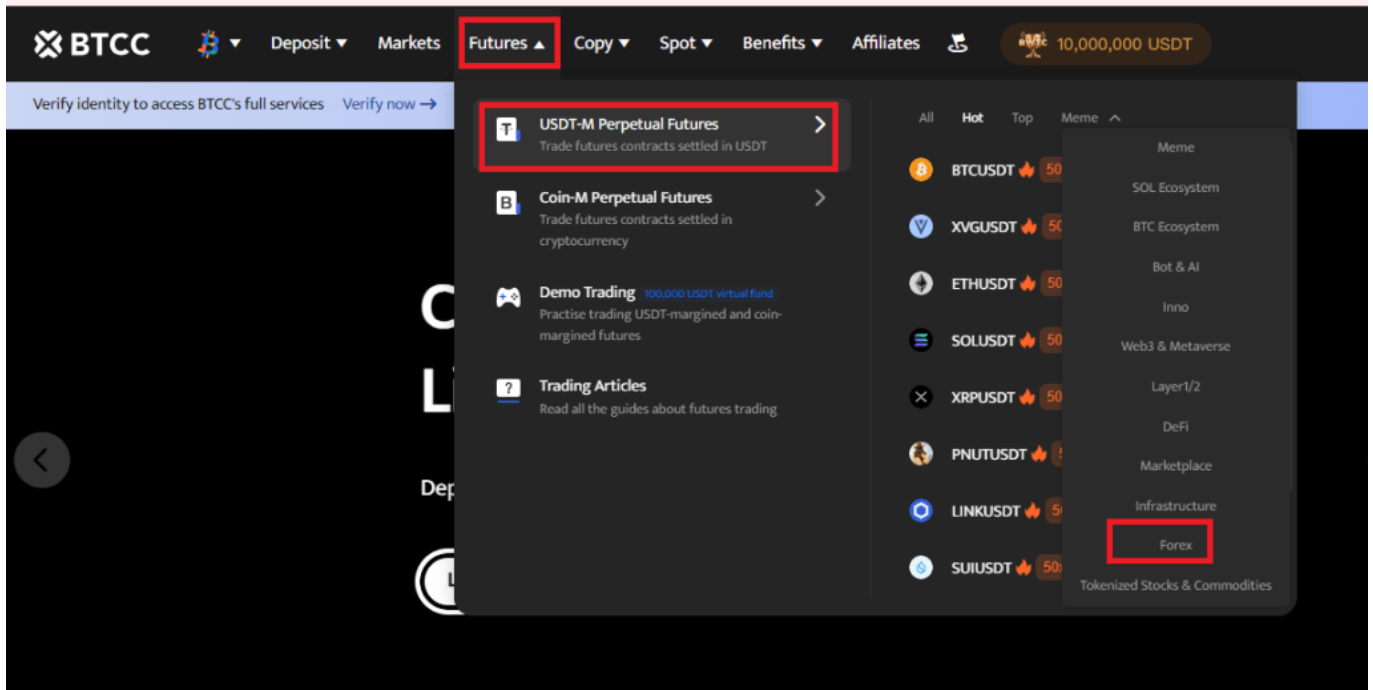 BTCC
Deposit
Markets
Futures
Copy
Spot
Benefits
Affiliates
10,000,000 USDT
Verify identity to access BTCC's full services Verify now →
USDT-M Perpetual Futures
Trade futures contracts settled in USDT
Coin-M Perpetual Futures
Trade futures contracts settled in
cryptocurrency
Demo Trading 100,000 USDT virtual fund
Practise trading USDT-margined and coin-
margined futures
Trading Articles
Read all the guides about futures trading
All Hot Top Meme
BTCUSDT 50
XVGUSDT 50
ETHUSDT 50
SOLUSDT 50
XRPUSDT 50
PNUTUSDT
LINKUSDT
SUIUSDT 50x
Meme
SOL Ecosystem
BTC Ecosystem
Bot & AI
Inno
Web3 & Metaverse
Layer1/2
DeFi
Marketplace
Infrastructure
Forex
Tokenized Stocks & Commodities
Dep